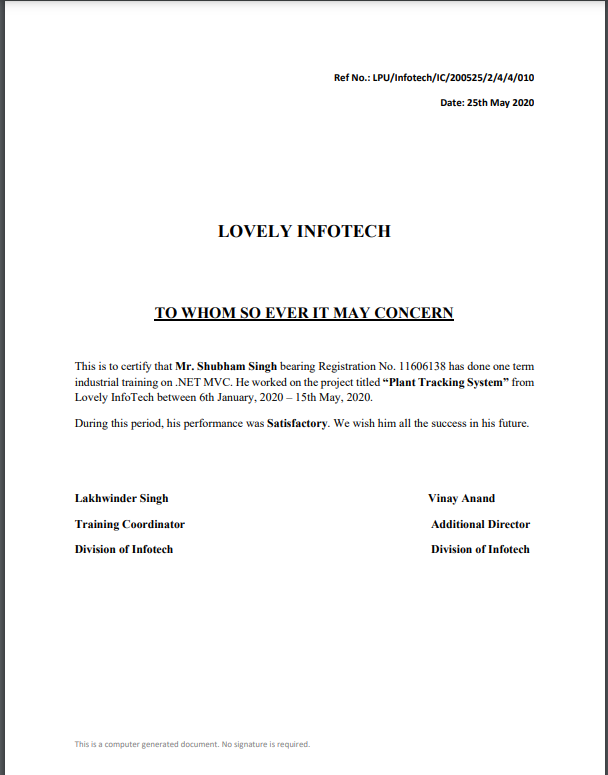 Ref No.: LPU/Infotech/IC/200525/2/4/4/010
Date: 25th May 2020
LOVELY INFOTECH
TO WHOM SO EVER IT MAY CONCERN
This is to certify that Mr. Shubham Singh bearing Registration No. 11606138 has done one term
industrial training on .NET MVC. He worked on the project titled “Plant Tracking System” from
Lovely InfoTech between 6th January, 2020 – 15th May, 2020.
During this period, his performance was Satisfactory. We wish him all the success in his future.
Lakhwinder Singh Vinay Anand
Training Coordinator Additional Director
Division of Infotech Division of Infotech
This is a computer generated document. No signature is required.